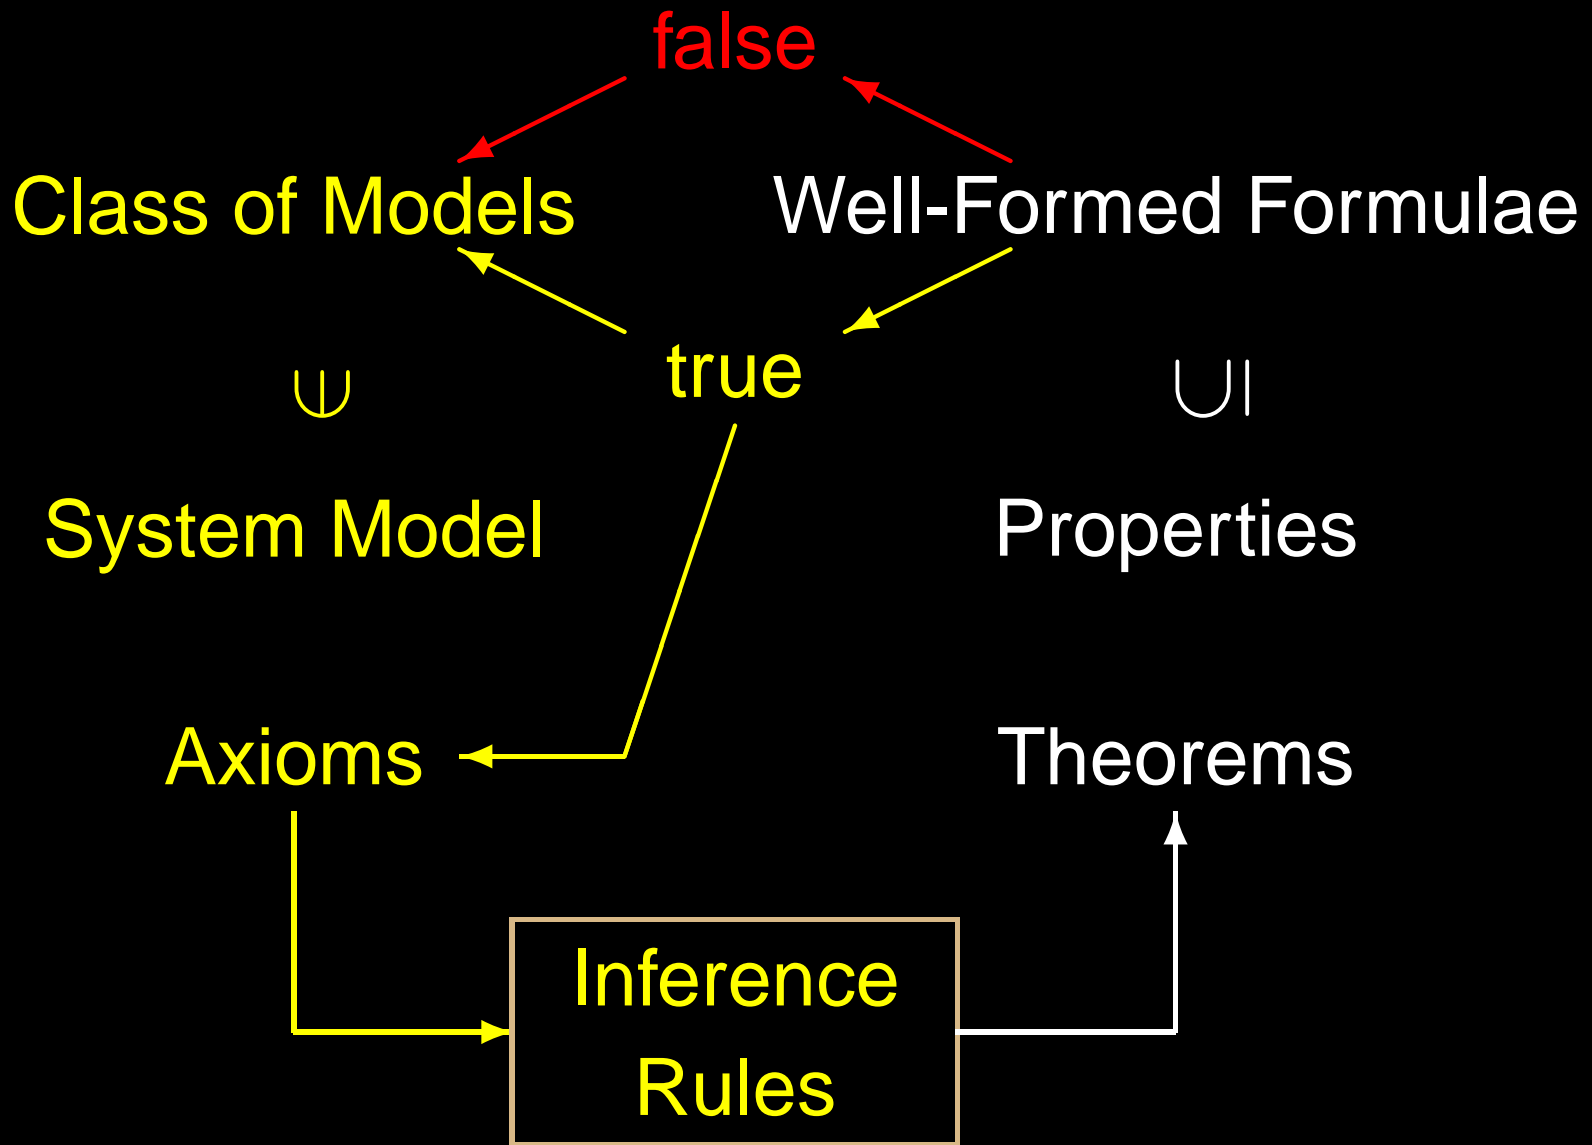 false
Class of Models Well-Formed Formulae
true
System Model Properties
Axioms Theorems
Inference
Rules